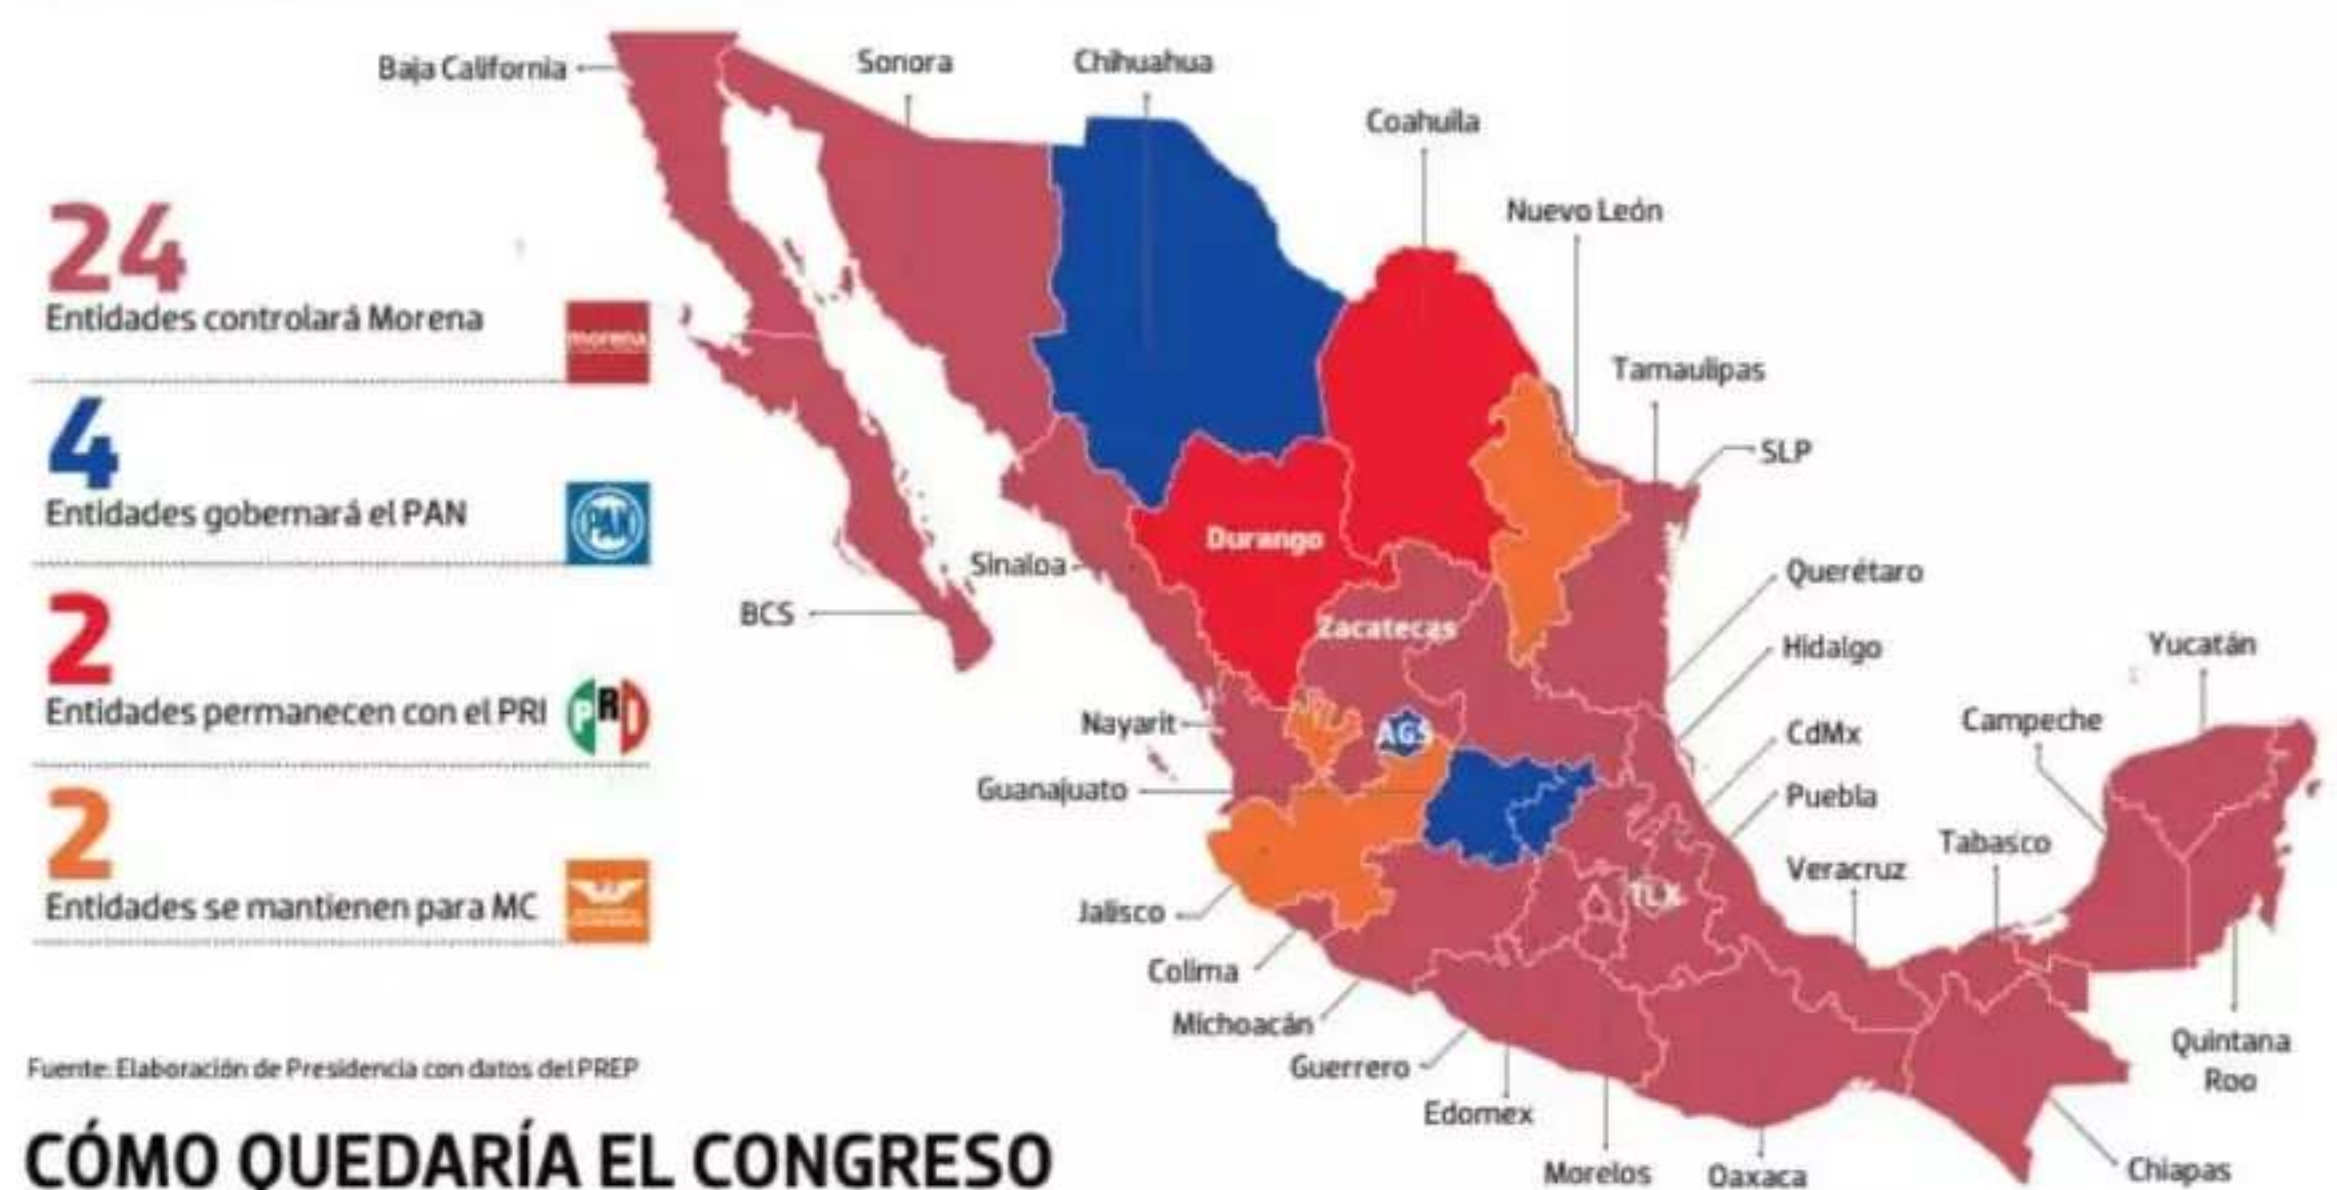 Baja California
Sonora
Chihuahua
Coahuila
Nuevo León
Tamaulipas
SLP
24
Entidades controlará Morena
morena
4
Entidades gobernará el PAN
PAN
2
Entidades permanecen con el PRI
PRI
2
Entidades se mantienen para MC
Durango
Sinaloa
BCS
Zacatecas
Querétaro
Hidalgo
Yucatán
Nayarit
AGS
CdMx
Campeche
Guanajuato
Puebla
Tabasco
Veracruz
TLX
Jalisco
Colima
Michoacán
Guerrero
Edomex
Morelos
Oaxaca
Quintana
Roo
Chiapas
Fuente: Elaboración de Presidencia con datos del PREP
CÓMO QUEDARÍA EL CONGRESO